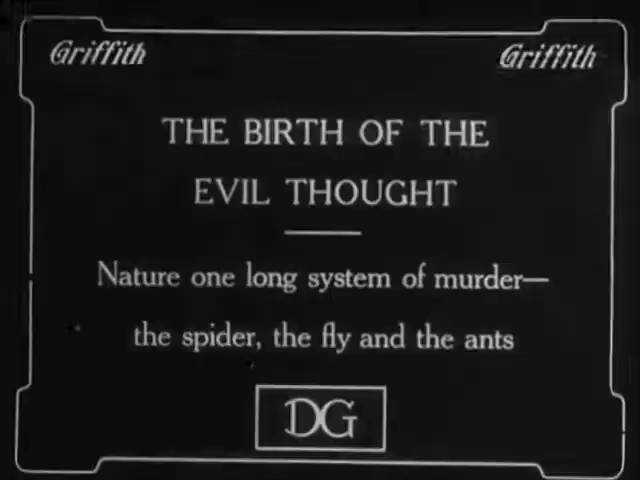 Griffith Griffith
THE BIRTH OF THE
EVIL THOUGHT
Nature one long system of murder—
the spider, the fly and the ants
DG